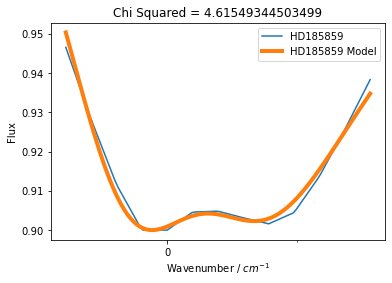 Chi Squared = 4.61549344503499
HD185859
HD185859 Model
0.95
0.94
0.93
0.92
0.91
0.90
Flux
0
Wavenumber / cm⁻¹